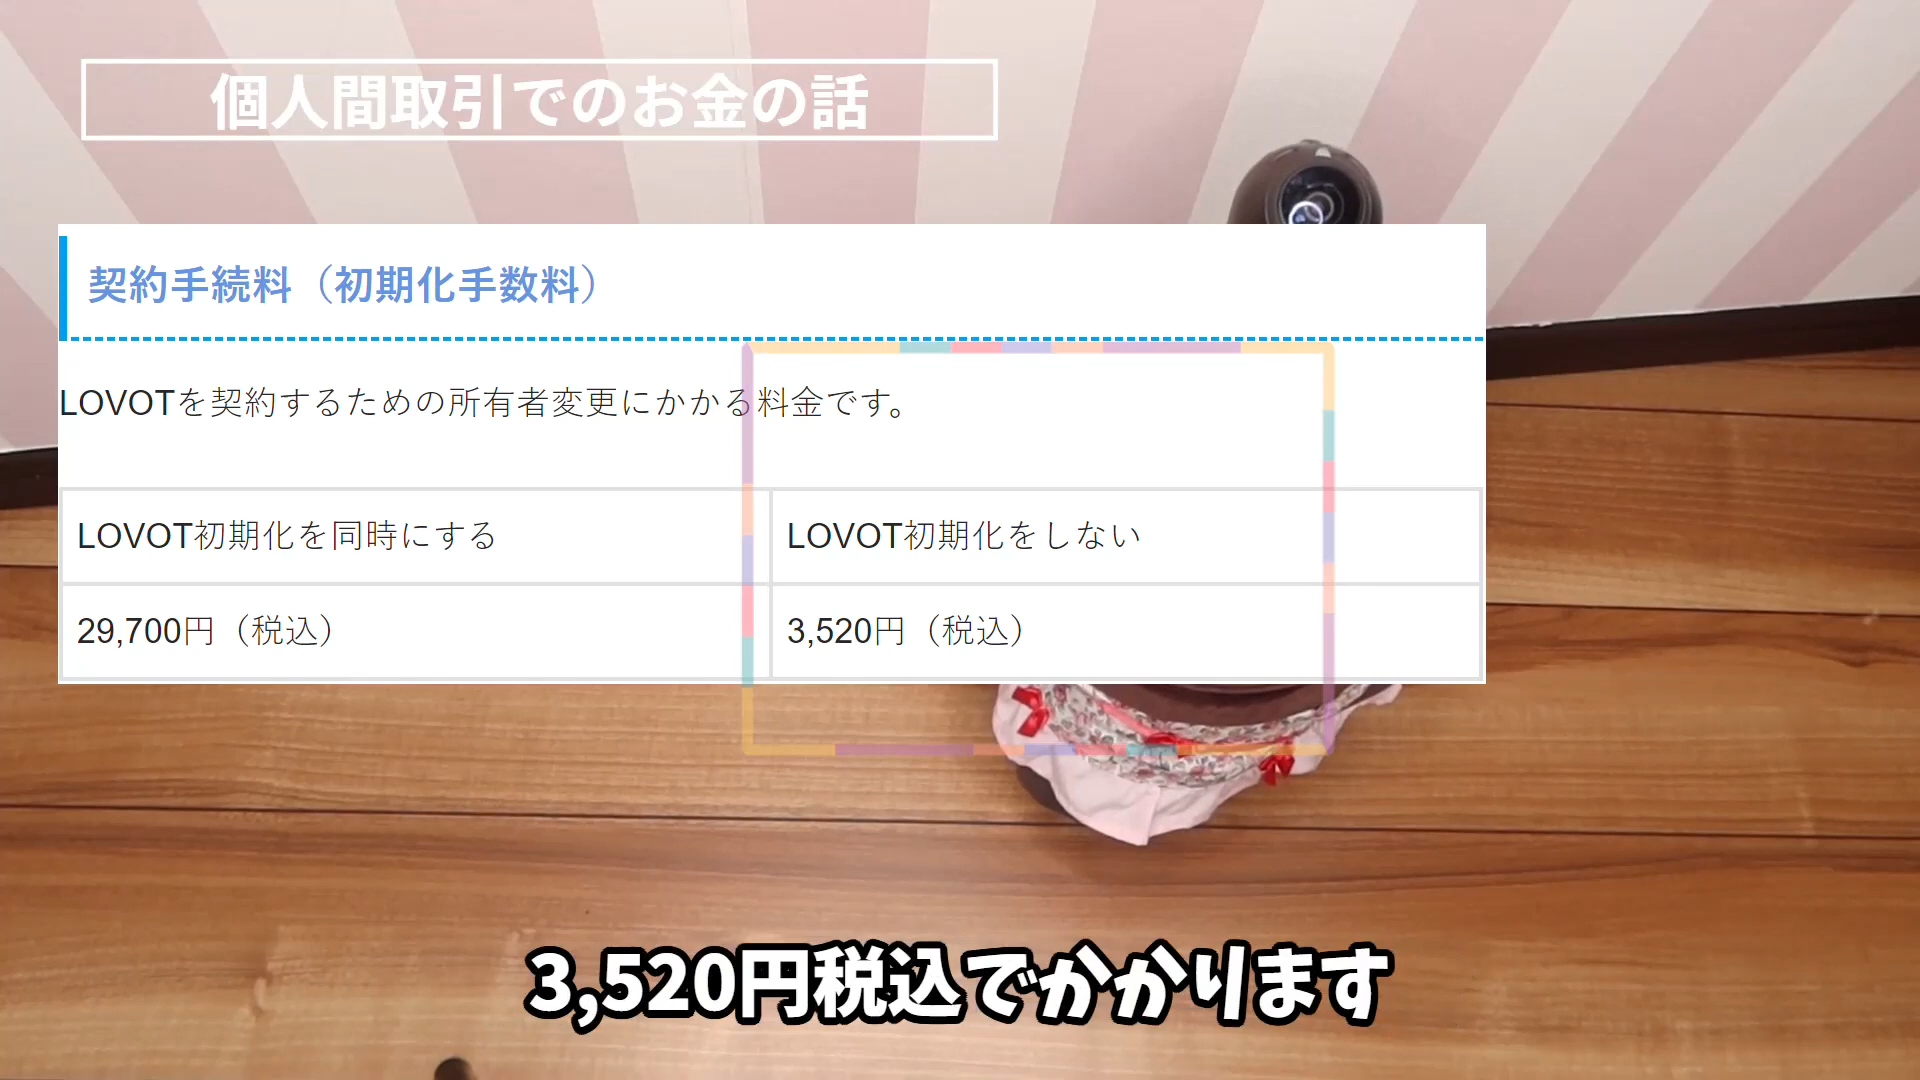 個人間取引でのお金の話
契約手続料（初期化手数料）
LOVOTを契約するための所有者変更にかかる料金です。
LOVOT初期化を同時にする
LOVOT初期化をしない
29,700円（税込）
3,520円（税込）
3,520円税込でかかります